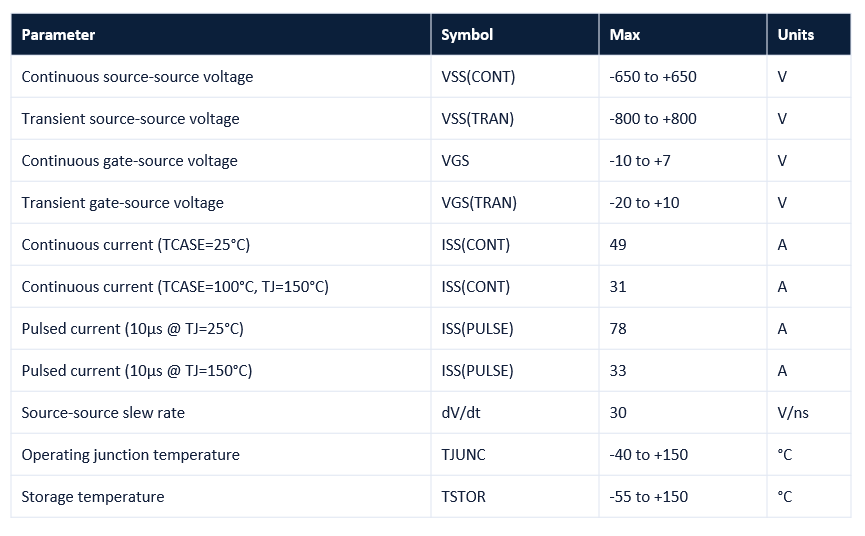 Parameter Symbol Max Units
Continuous source-source voltage VSS(CONT) -650 to +650 V
Transient source-source voltage VSS(TRAN) -800 to +800 V
Continuous gate-source voltage VGS -10 to +7 V
Transient gate-source voltage VGS(TRAN) -20 to +10 V
Continuous current (TCASE=25°C) ISS(CONT) 49 A
Continuous current (TCASE=100°C, TJ=150°C) ISS(CONT) 31 A
Pulsed current (10µs @ TJ=25°C) ISS(PULSE) 78 A
Pulsed current (10µs @ TJ=150°C) ISS(PULSE) 33 A
Source-source slew rate dV/dt 30 V/ns
Operating junction temperature TJUNC -40 to +150 °C
Storage temperature TSTOR -55 to +150 °C